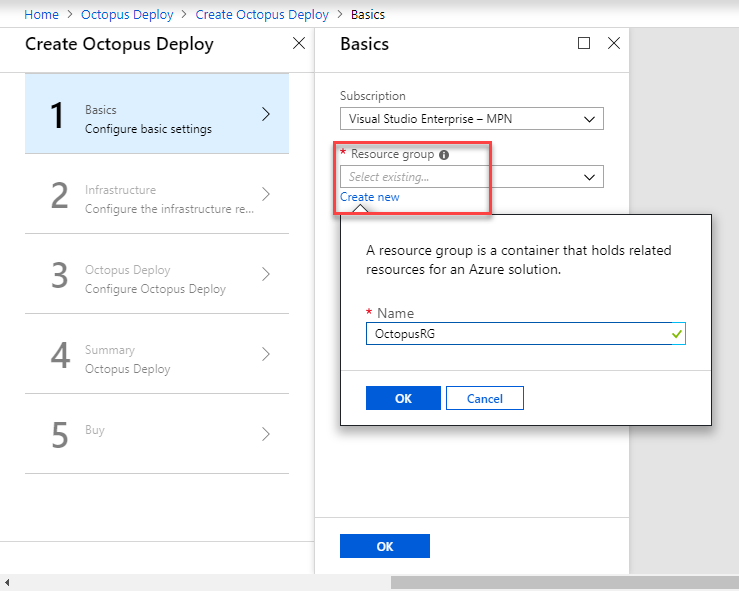 Home > Octopus Deploy > Create Octopus Deploy > Basics
Create Octopus Deploy
1
Basics
Configure basic settings
2
Infrastructure
Configure the infrastructure re...
3
Octopus Deploy
Configure Octopus Deploy
4
Summary
Octopus Deploy
5
Buy
Basics
Subscription
Visual Studio Enterprise – MPN
* Resource group
Select existing...
Create new
A resource group is a container that holds related
resources for an Azure solution.
* Name
OctopusRG
OK Cancel
OK